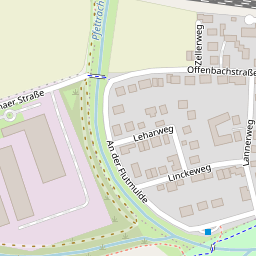 Pfettrach
Zellerweg
Offenbachstraße
naer Straße
Leharweg
Lannerweg
An der Flutmulde
Linckeweg